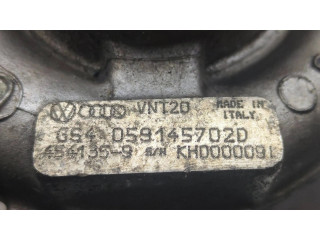 VNT20 MADE IN
ITALY
GS4 059145702D
454135-9 S/N KH0000091